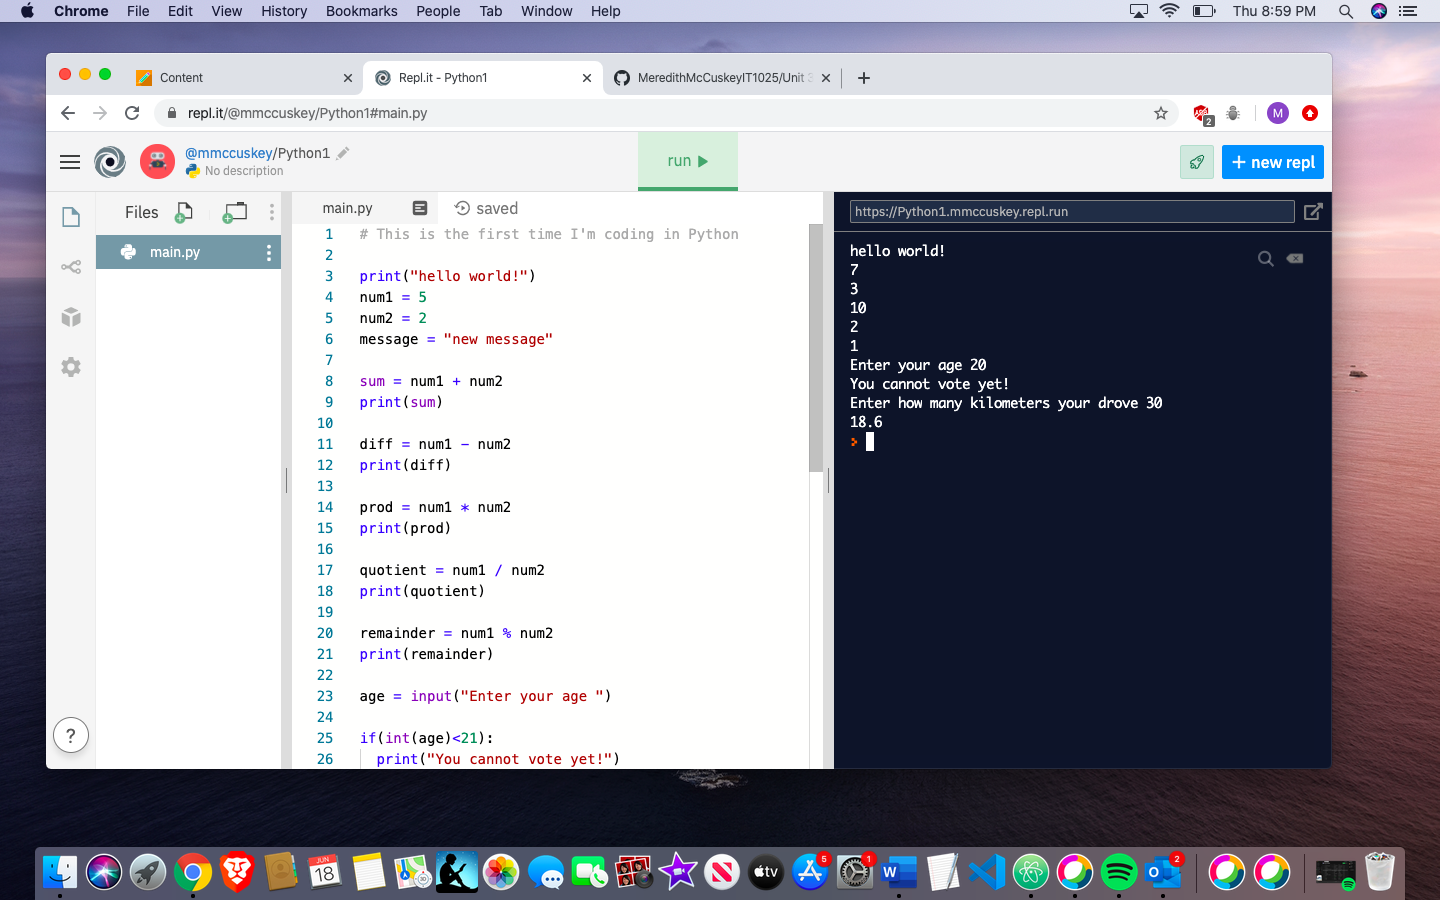 Chrome File Edit View History Bookmarks People Tab Window Help Thu 8:59 PM
Content Repl.it - Python1 MeredithMcCuskeyIT1025/Unit 3
repl.it/@mmccuskey/Python1#main.py 2 M
@mmccuskey/Python1
No description
run
+ new repl
Files
main.py
main.py saved
1 # This is the first time I'm coding in Python
2
3 print("hello world!")
4 num1 = 5
5 num2 = 2
6 message = "new message"
7
8 sum = num1 + num2
9 print(sum)
10
11 diff = num1 - num2
12 print(diff)
13
14 prod = num1 * num2
15 print(prod)
16
17 quotient = num1 / num2
18 print(quotient)
19
20 remainder = num1 % num2
21 print(remainder)
22
23 age = input("Enter your age ")
24
25 if(int(age)<21):
26 print("You cannot vote yet!")
https://Python1.mmccuskey.repl.run
hello world!
7
3
10
2
1
Enter your age 20
You cannot vote yet!
Enter how many kilometers your drove 30
18.6
?
JUN
18
N
tv
5
1
W
O
2